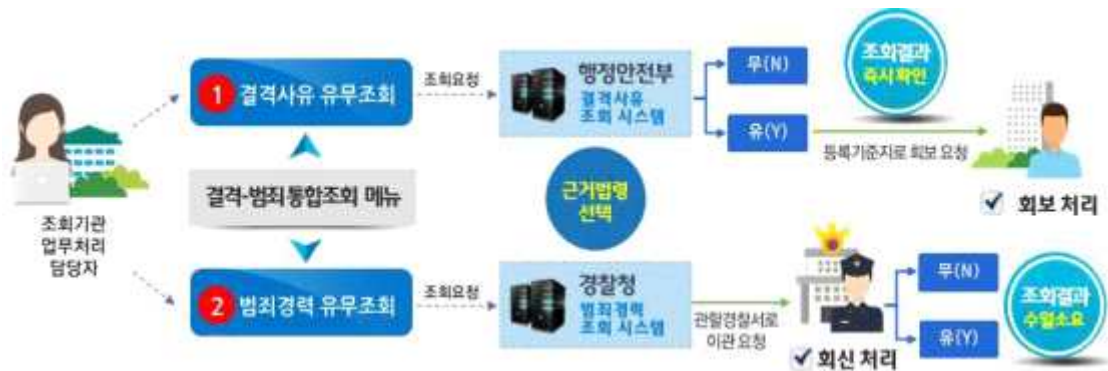 조회기관
업무처리
담당자
1 결격사유 유무조회
결격-범죄 통합조회 메뉴
2 범죄경력 유무조회
조회요청
행정안전부
결격사유
조회 시스템
무(N)
유(Y)
조회결과
즉시 확인
등록기준지로 회보 요청
회보 처리
근거법령
선택
조회요청
경찰청
범죄경력
조회 시스템
관할경찰서로
이관 요청
회신 처리
무(N)
유(Y)
조회결과
수일소요